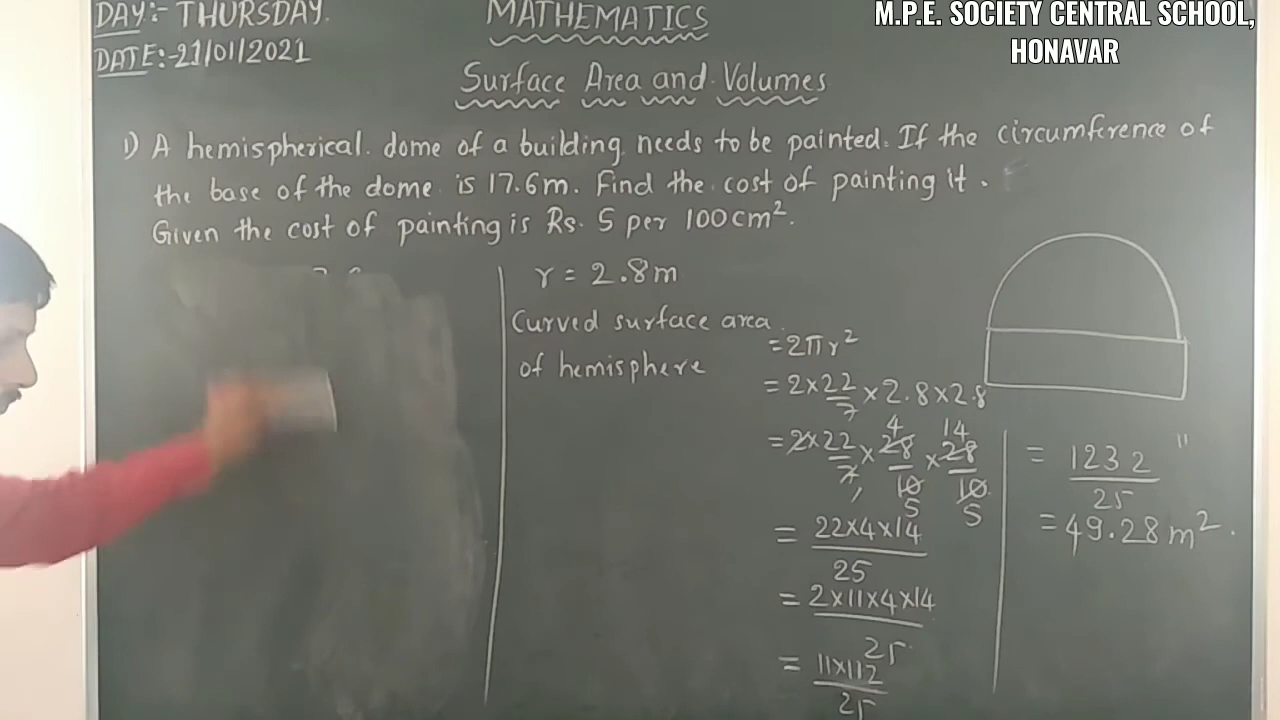 DAY:- THURSDAY.
DATE:-21/01/2021
MATHEMATICS
M.P.E. SOCIETY CENTRAL SCHOOL,
HONAVAR
Surface Area and Volumes
1) A hemispherical dome of a building needs to be painted. If the circumference of
the base of the dome is 17.6m. Find the cost of painting it.
Given the cost of painting is Rs. 5 per 100cm².
r = 2.8m
Curved surface area
of hemisphere
= 2πr²
= 2×22/7 ×2.8×2.8
= 2×22/7 × 28/10 × 28/10
4 14
5 5
= 22×4×14/25
= 2×11×4×14/25
= 11×112/25
= 1232/25
= 49.28 m².